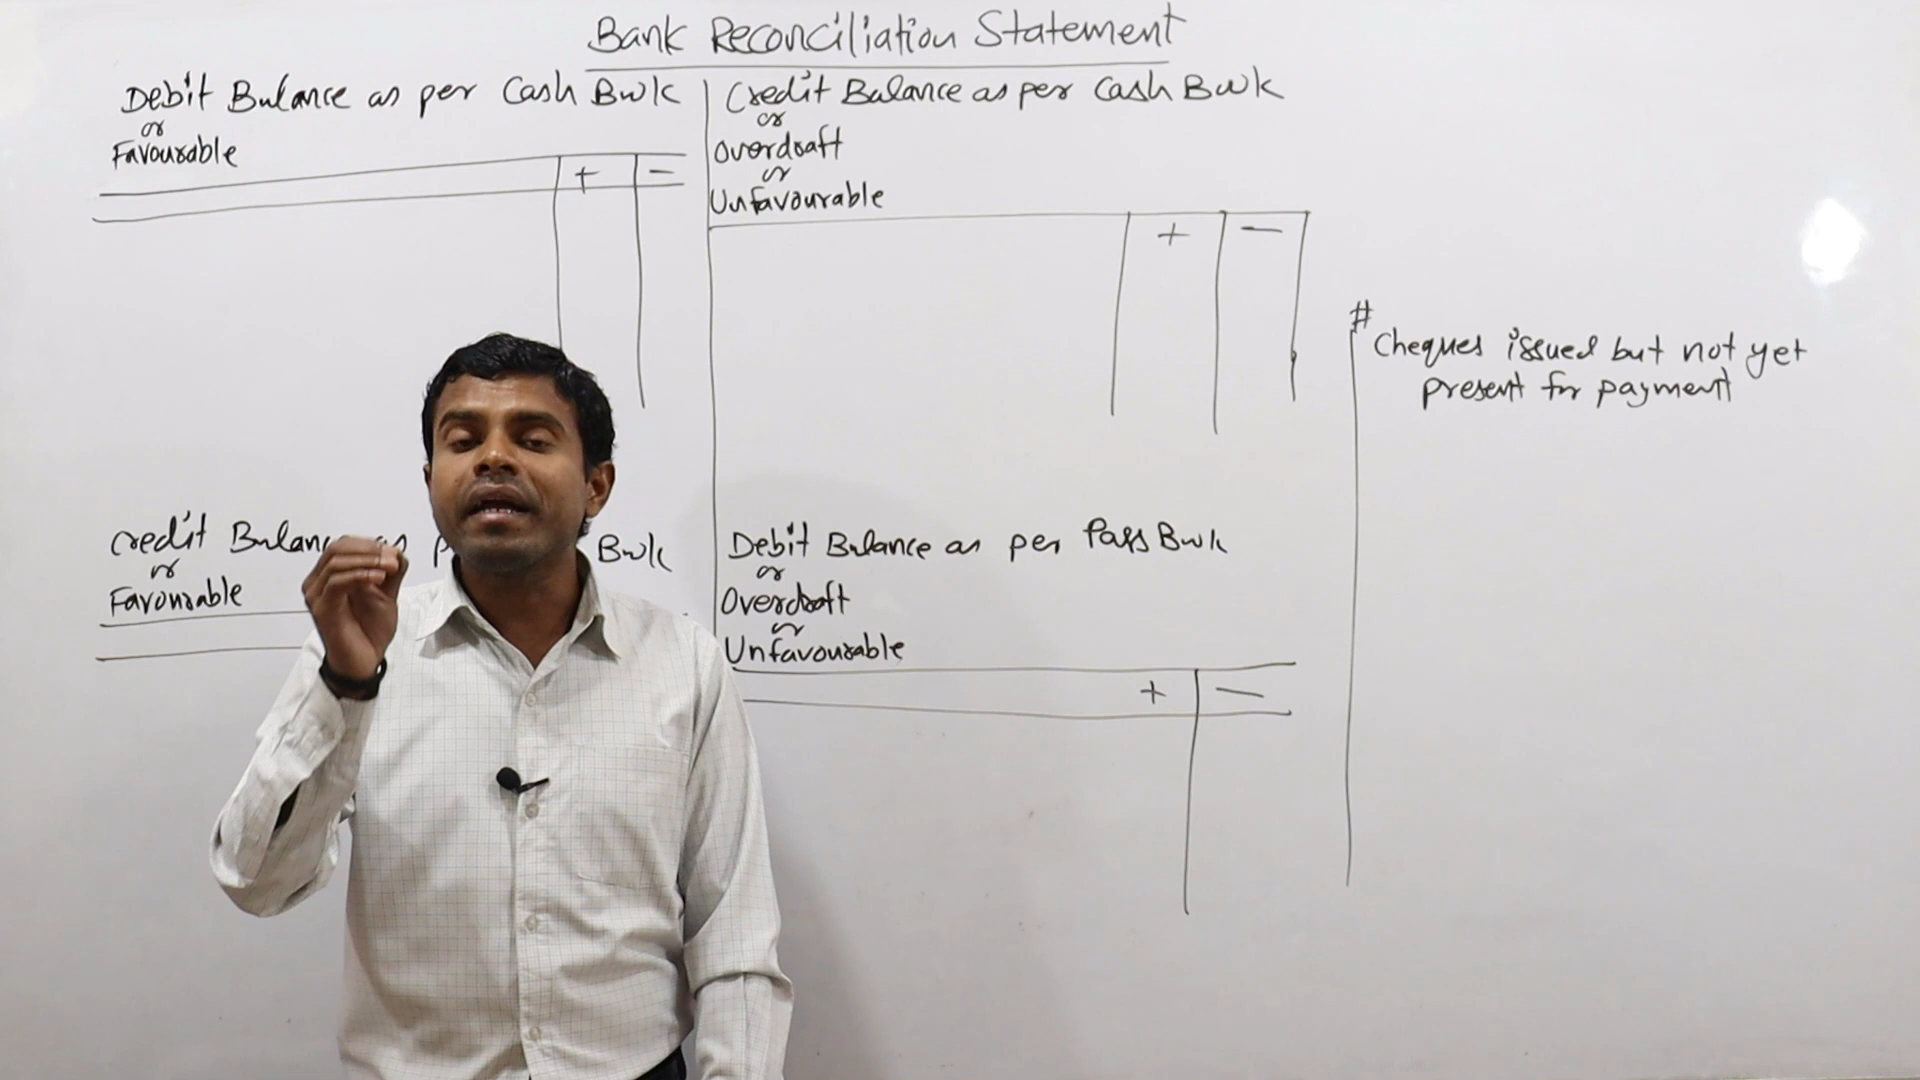 Bank Reconciliation Statement
Debit Balance as per Cash Book
or
Favourable
+ -
Credit Balance as per Cash Book
or
Overdraft
or
Unfavourable
+ -
# Cheques issued but not yet
present for payment
Credit Balance as Book
or
Favourable
Debit Balance as per Pass Book
or
Overdraft
or
Unfavourable
+ -